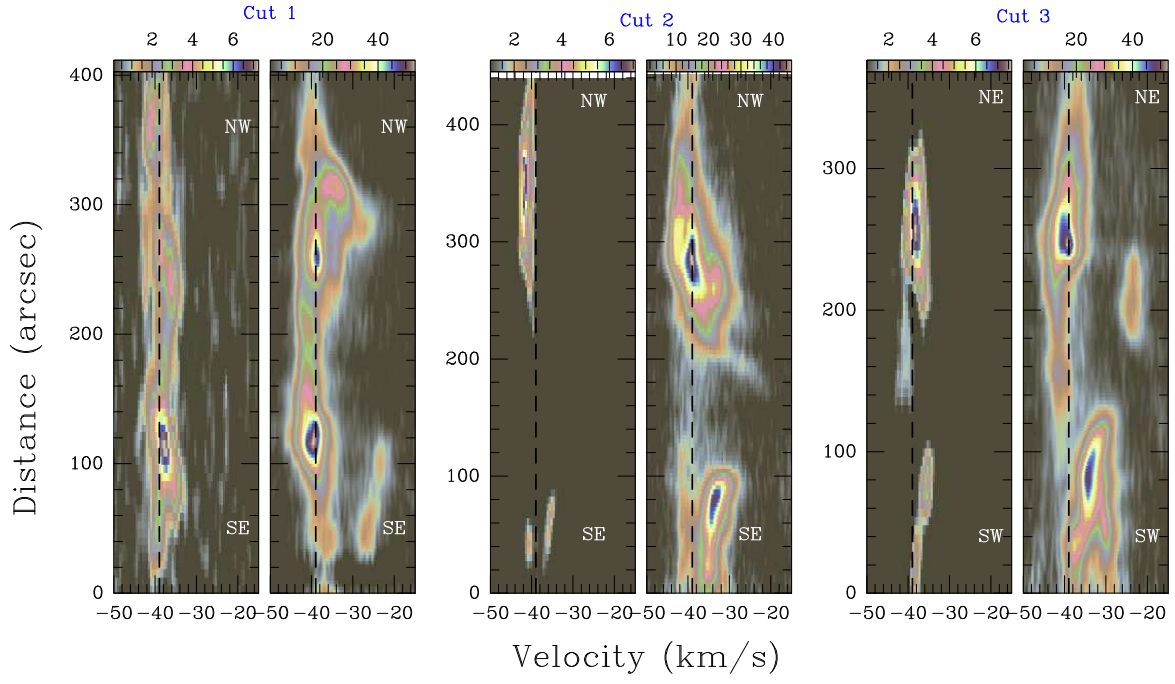 Cut 1 Cut 2 Cut 3
2 4 6 20 40 2 4 6 10 20 30 40 2 4 6 20 40
400 NW NW 400 NW NW 300 NE NE
300 300 200
200 200
100 100 100
SE SE SE SE SW SW
0 0 0
−50 −40 −30 −50 −40 −30 −20 −50 −40 −30 −50 −40 −30 −20 −50 −40 −30 −50 −40 −30 −20
Distance (arcsec)
Velocity (km/s)